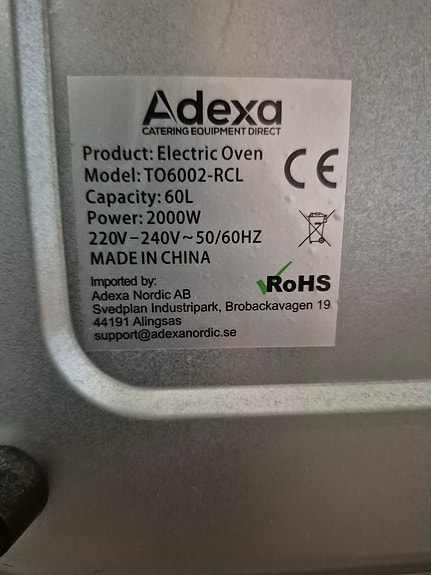 Adexa
CATERING EQUIPMENT DIRECT
Product: Electric Oven
Model: TO6002-RCL
Capacity: 60L
Power: 2000W
220V-240V~50/60HZ
MADE IN CHINA
CE
Imported by:
Adexa Nordic AB
Svedplan Industripark, Brobackavagen 19
44191 Alingsas
support@adexanordic.se
RoHS